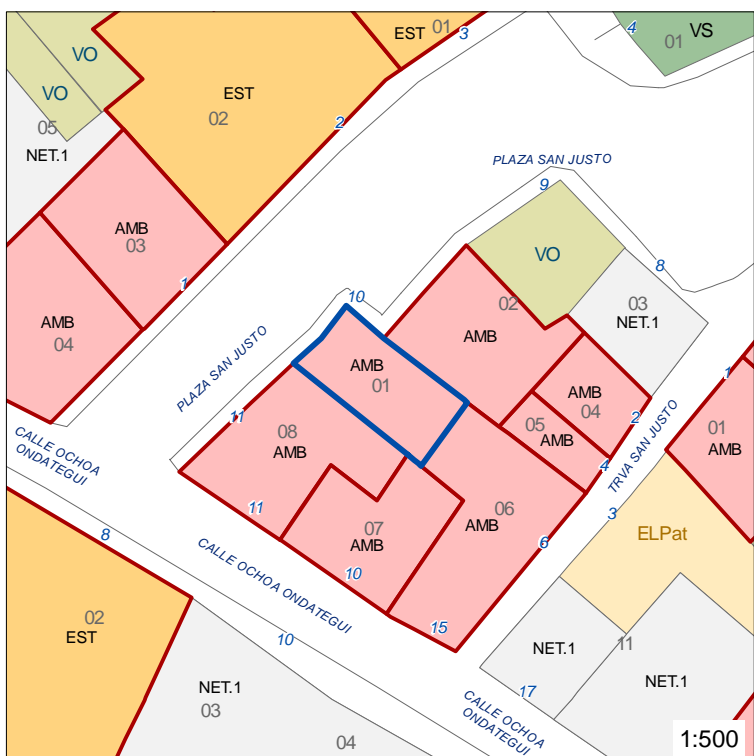 EST
01
3
4
01
VS
VO
VO
EST
02
2
05
NET.1
PLAZA SAN JUSTO
9
AMB
03
VO
8
1
10
02
03
NET.1
AMB
04
AMB
PLAZA SAN JUSTO
AMB
01
AMB
04
1
11
2
05
AMB
08
AMB
TRVA SAN JUSTO
01
AMB
CALLE OCHOA
ONDATEGUI
4
11
06
AMB
3
07
AMB
8
6
ELPat
CALLE OCHOA ONDATEGUI
10
02
EST
15
10
NET.1
11
NET.1
03
17
NET.1
CALLE OCHOA
ONDATEGUI
04
1:500